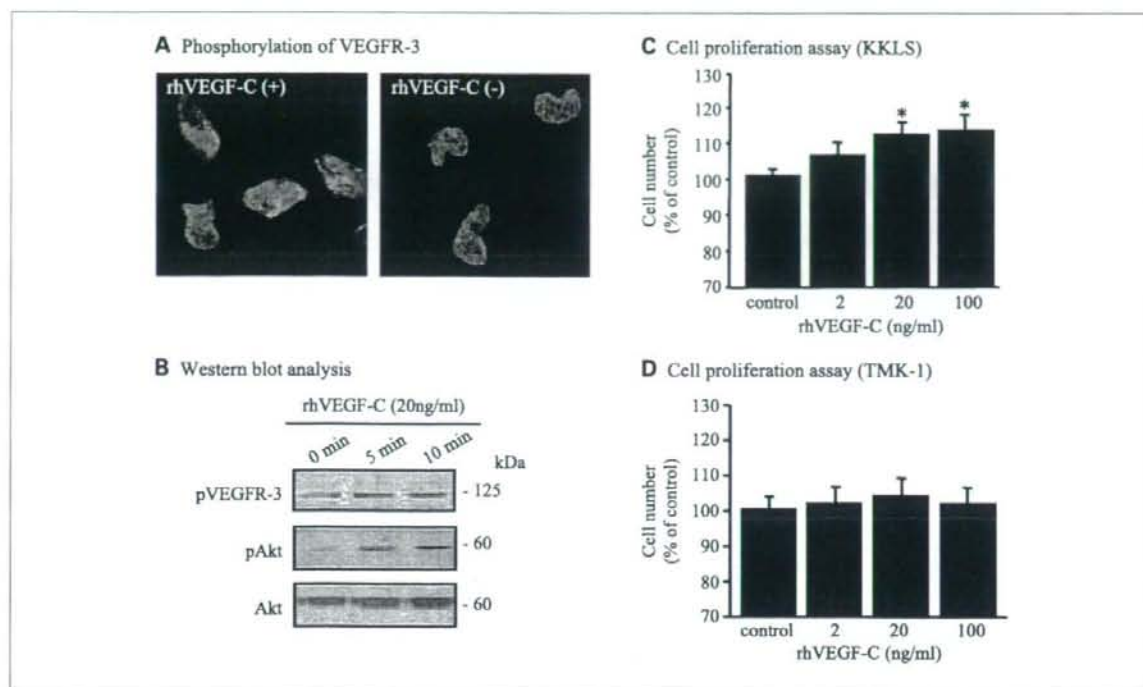 A Phosphorylation of VEGFR-3
rhVEGF-C (+)
rhVEGF-C (-)
B Western blot analysis
rhVEGF-C (20ng/ml)
0 min 5 min 10 min
kDa
pVEGFR-3 - 125
pAkt - 60
Akt - 60
C Cell proliferation assay (KKLS)
Cell number
(% of control)
130
120
110
100
90
80
70
* *
control 2 20 100
rhVEGF-C (ng/ml)
D Cell proliferation assay (TMK-1)
Cell number
(% of control)
130
120
110
100
90
80
70
control 2 20 100
rhVEGF-C (ng/ml)